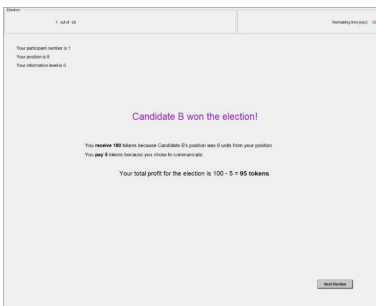 Election
1 out of 20
Remaining time [sec]:
Your participant number is 1
Your position is 8
Your information level is 0
Candidate B won the election!
You receive 100 tokens because Candidate B's position was 0 units from your position
You pay 5 tokens because you chose to communicate
Your total profit for the election is 100 - 5 = 95 tokens
Next Election